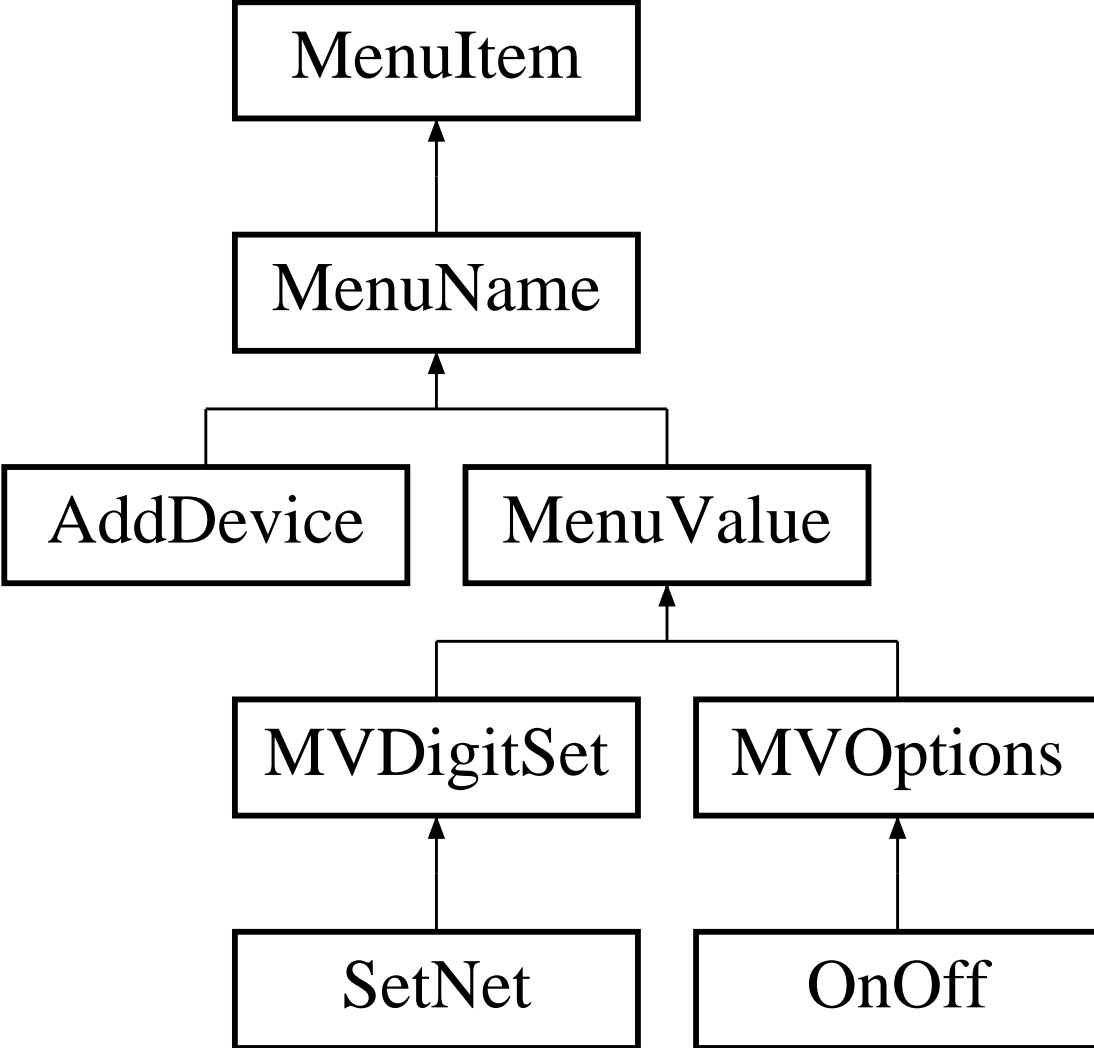 MenuItem
MenuName
AddDevice
MenuValue
MVDigitSet
MVOptions
SetNet
OnOff